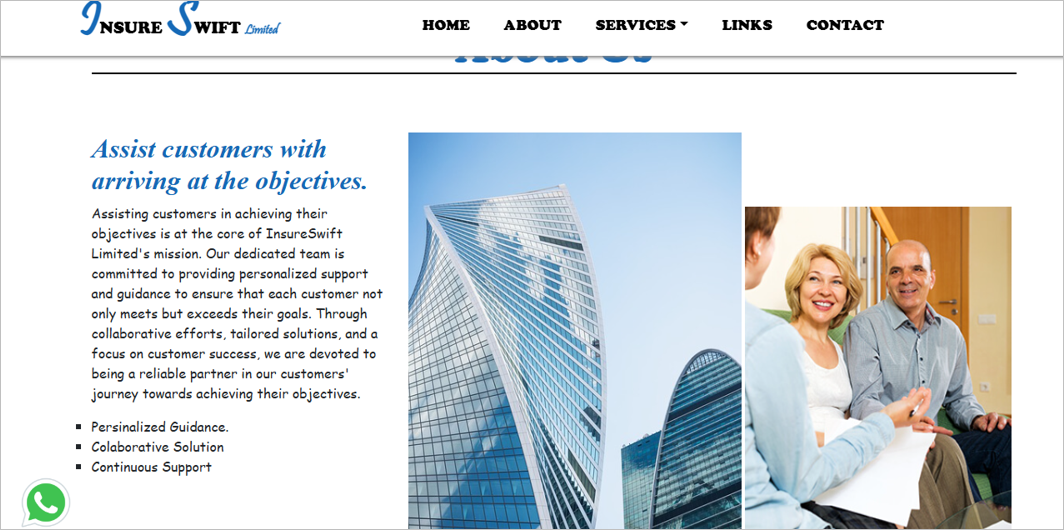 INSURE SWIFT Limited
HOME ABOUT SERVICES LINKS CONTACT
About Us
Assist customers with
arriving at the objectives.
Assisting customers in achieving their
objectives is at the core of InsureSwift
Limited's mission. Our dedicated team is
committed to providing personalized support
and guidance to ensure that each customer not
only meets but exceeds their goals. Through
collaborative efforts, tailored solutions, and a
focus on customer success, we are devoted to
being a reliable partner in our customers'
journey towards achieving their objectives.
Persinalized Guidance.
Colaborative Solution
Continuous Support